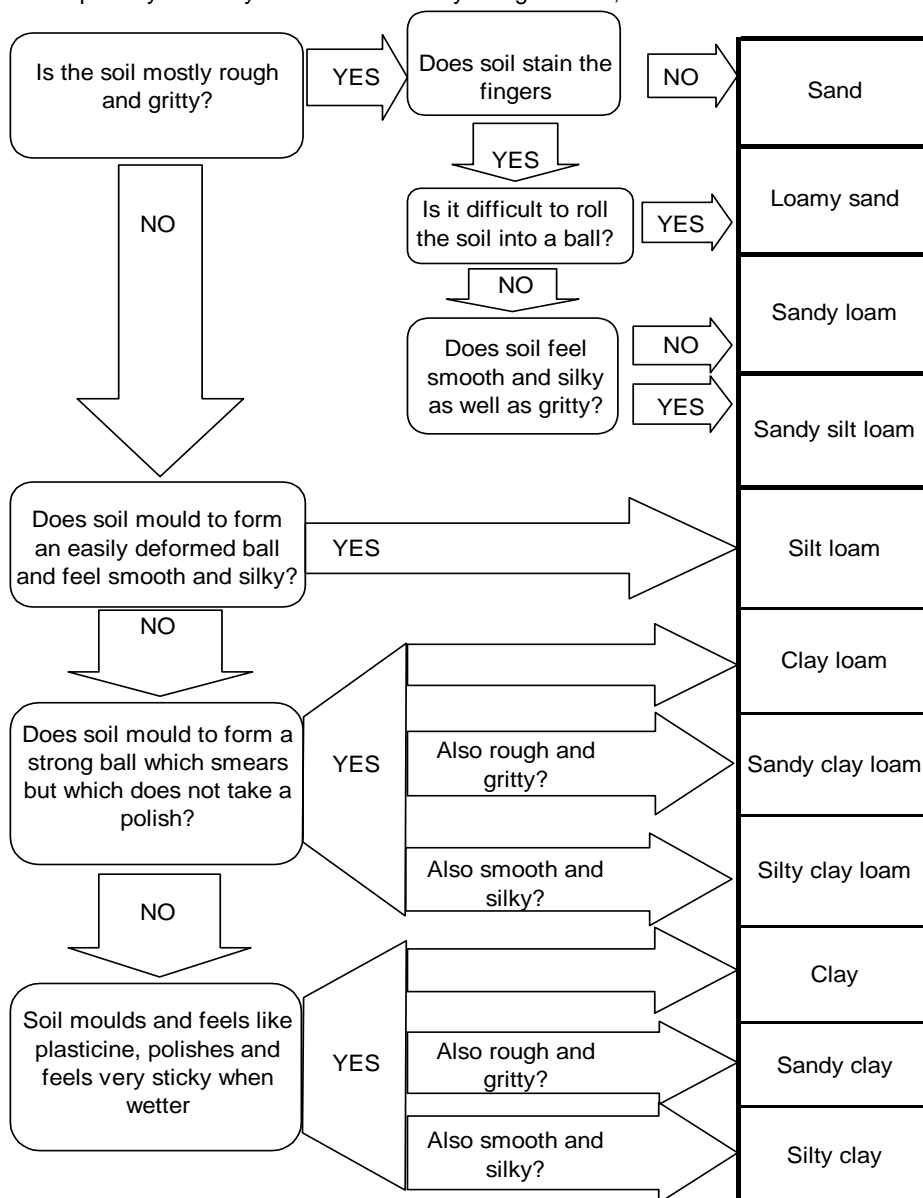 Is the soil mostly rough
and gritty?
YES
Does soil stain the
fingers
NO
Sand
YES
NO
Is it difficult to roll
the soil into a ball?
YES
Loamy sand
NO
Does soil feel
smooth and silky
as well as gritty?
NO
Sandy loam
YES
Sandy silt loam
Does soil mould to form
an easily deformed ball
and feel smooth and silky?
YES
Silt loam
NO
Clay loam
Does soil mould to form a
strong ball which smears
but which does not take a
polish?
YES
Also rough and
gritty?
Sandy clay loam
Also smooth and
silky?
Silty clay loam
NO
Clay
Soil moulds and feels like
plasticine, polishes and
feels very sticky when
wetter
YES
Also rough and
gritty?
Sandy clay
Also smooth and
silky?
Silty clay